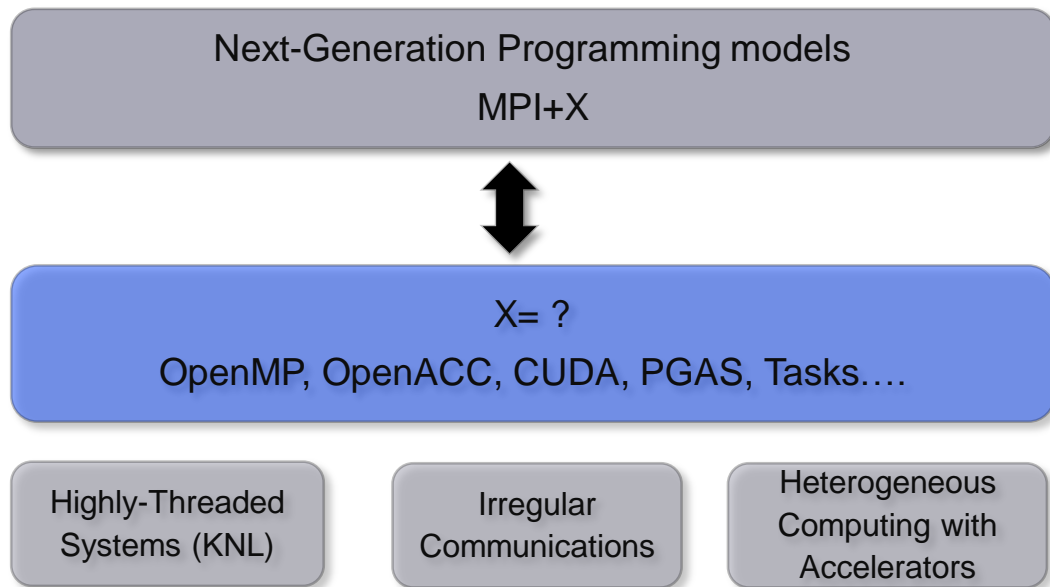 Next-Generation Programming models
MPI+X
X= ?
OpenMP, OpenACC, CUDA, PGAS, Tasks….
Highly-Threaded
Systems (KNL)
Irregular
Communications
Heterogeneous
Computing with
Accelerators